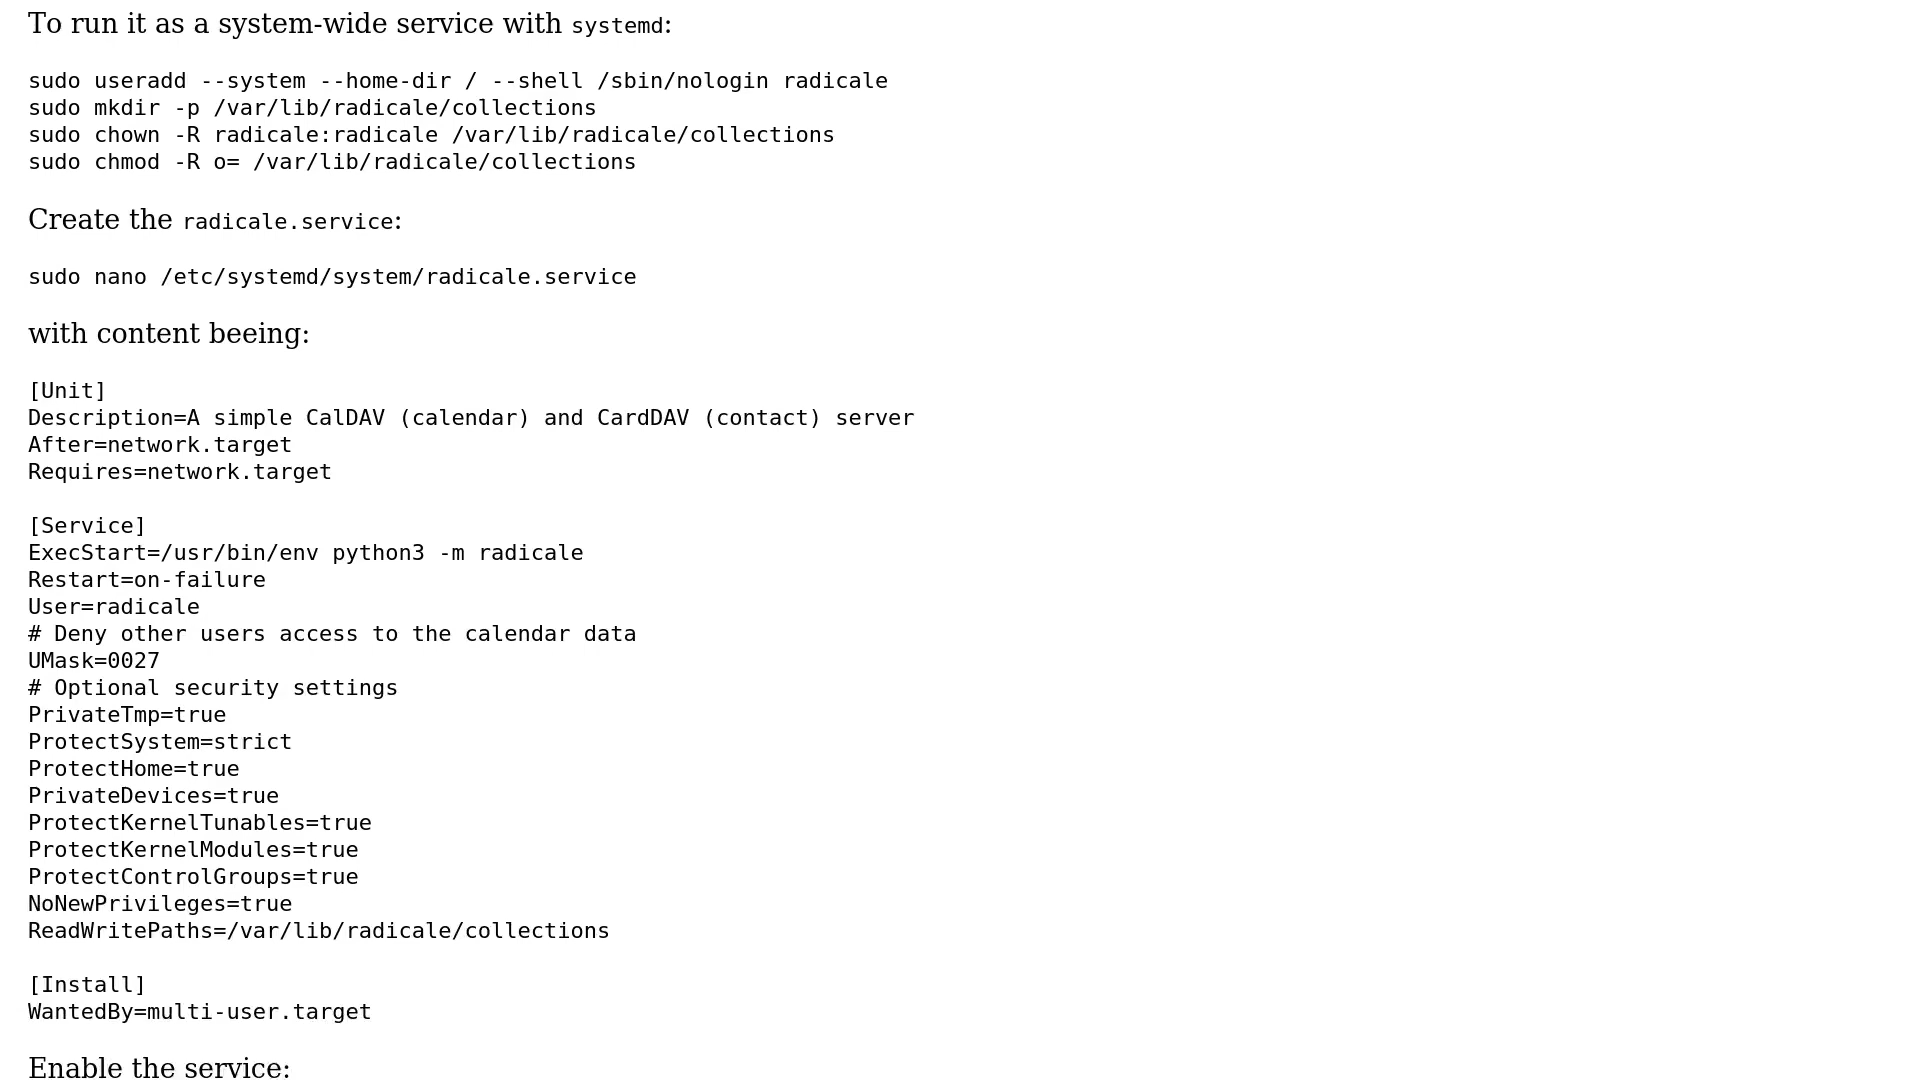 To run it as a system-wide service with systemd:
sudo useradd --system --home-dir / --shell /sbin/nologin radicale
sudo mkdir -p /var/lib/radicale/collections
sudo chown -R radicale:radicale /var/lib/radicale/collections
sudo chmod -R o= /var/lib/radicale/collections
Create the radicale.service:
sudo nano /etc/systemd/system/radicale.service
with content beeing:
[Unit]
Description=A simple CalDAV (calendar) and CardDAV (contact) server
After=network.target
Requires=network.target
[Service]
ExecStart=/usr/bin/env python3 -m radicale
Restart=on-failure
User=radicale
# Deny other users access to the calendar data
UMask=0027
# Optional security settings
PrivateTmp=true
ProtectSystem=strict
ProtectHome=true
PrivateDevices=true
ProtectKernelTunables=true
ProtectKernelModules=true
ProtectControlGroups=true
NoNewPrivileges=true
ReadWritePaths=/var/lib/radicale/collections
[Install]
WantedBy=multi-user.target
Enable the service: